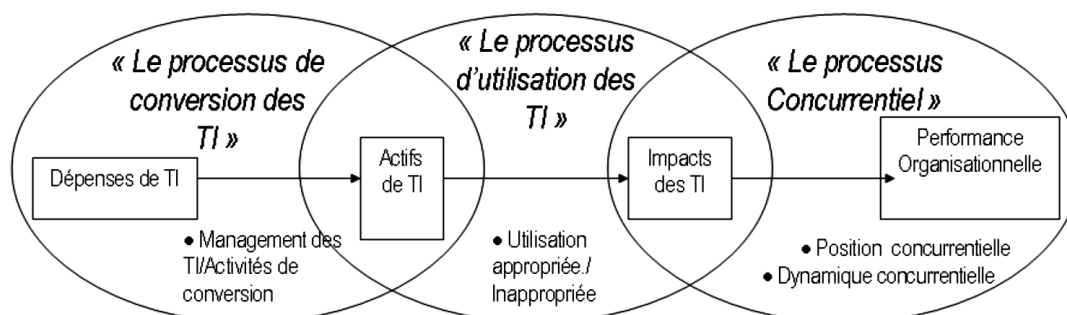 « Le processus de
conversion des
TI »
« Le processus
d'utilisation des
TI »
« Le processus
Concurrentiel »
Dépenses de TI
Actifs
de TI
Impacts
des TI
Performance
Organisationnelle
● Management des
TI/Activités de
conversion
● Utilisation
appropriée./
Inappropriée
● Position concurrentielle
● Dynamique concurrentielle